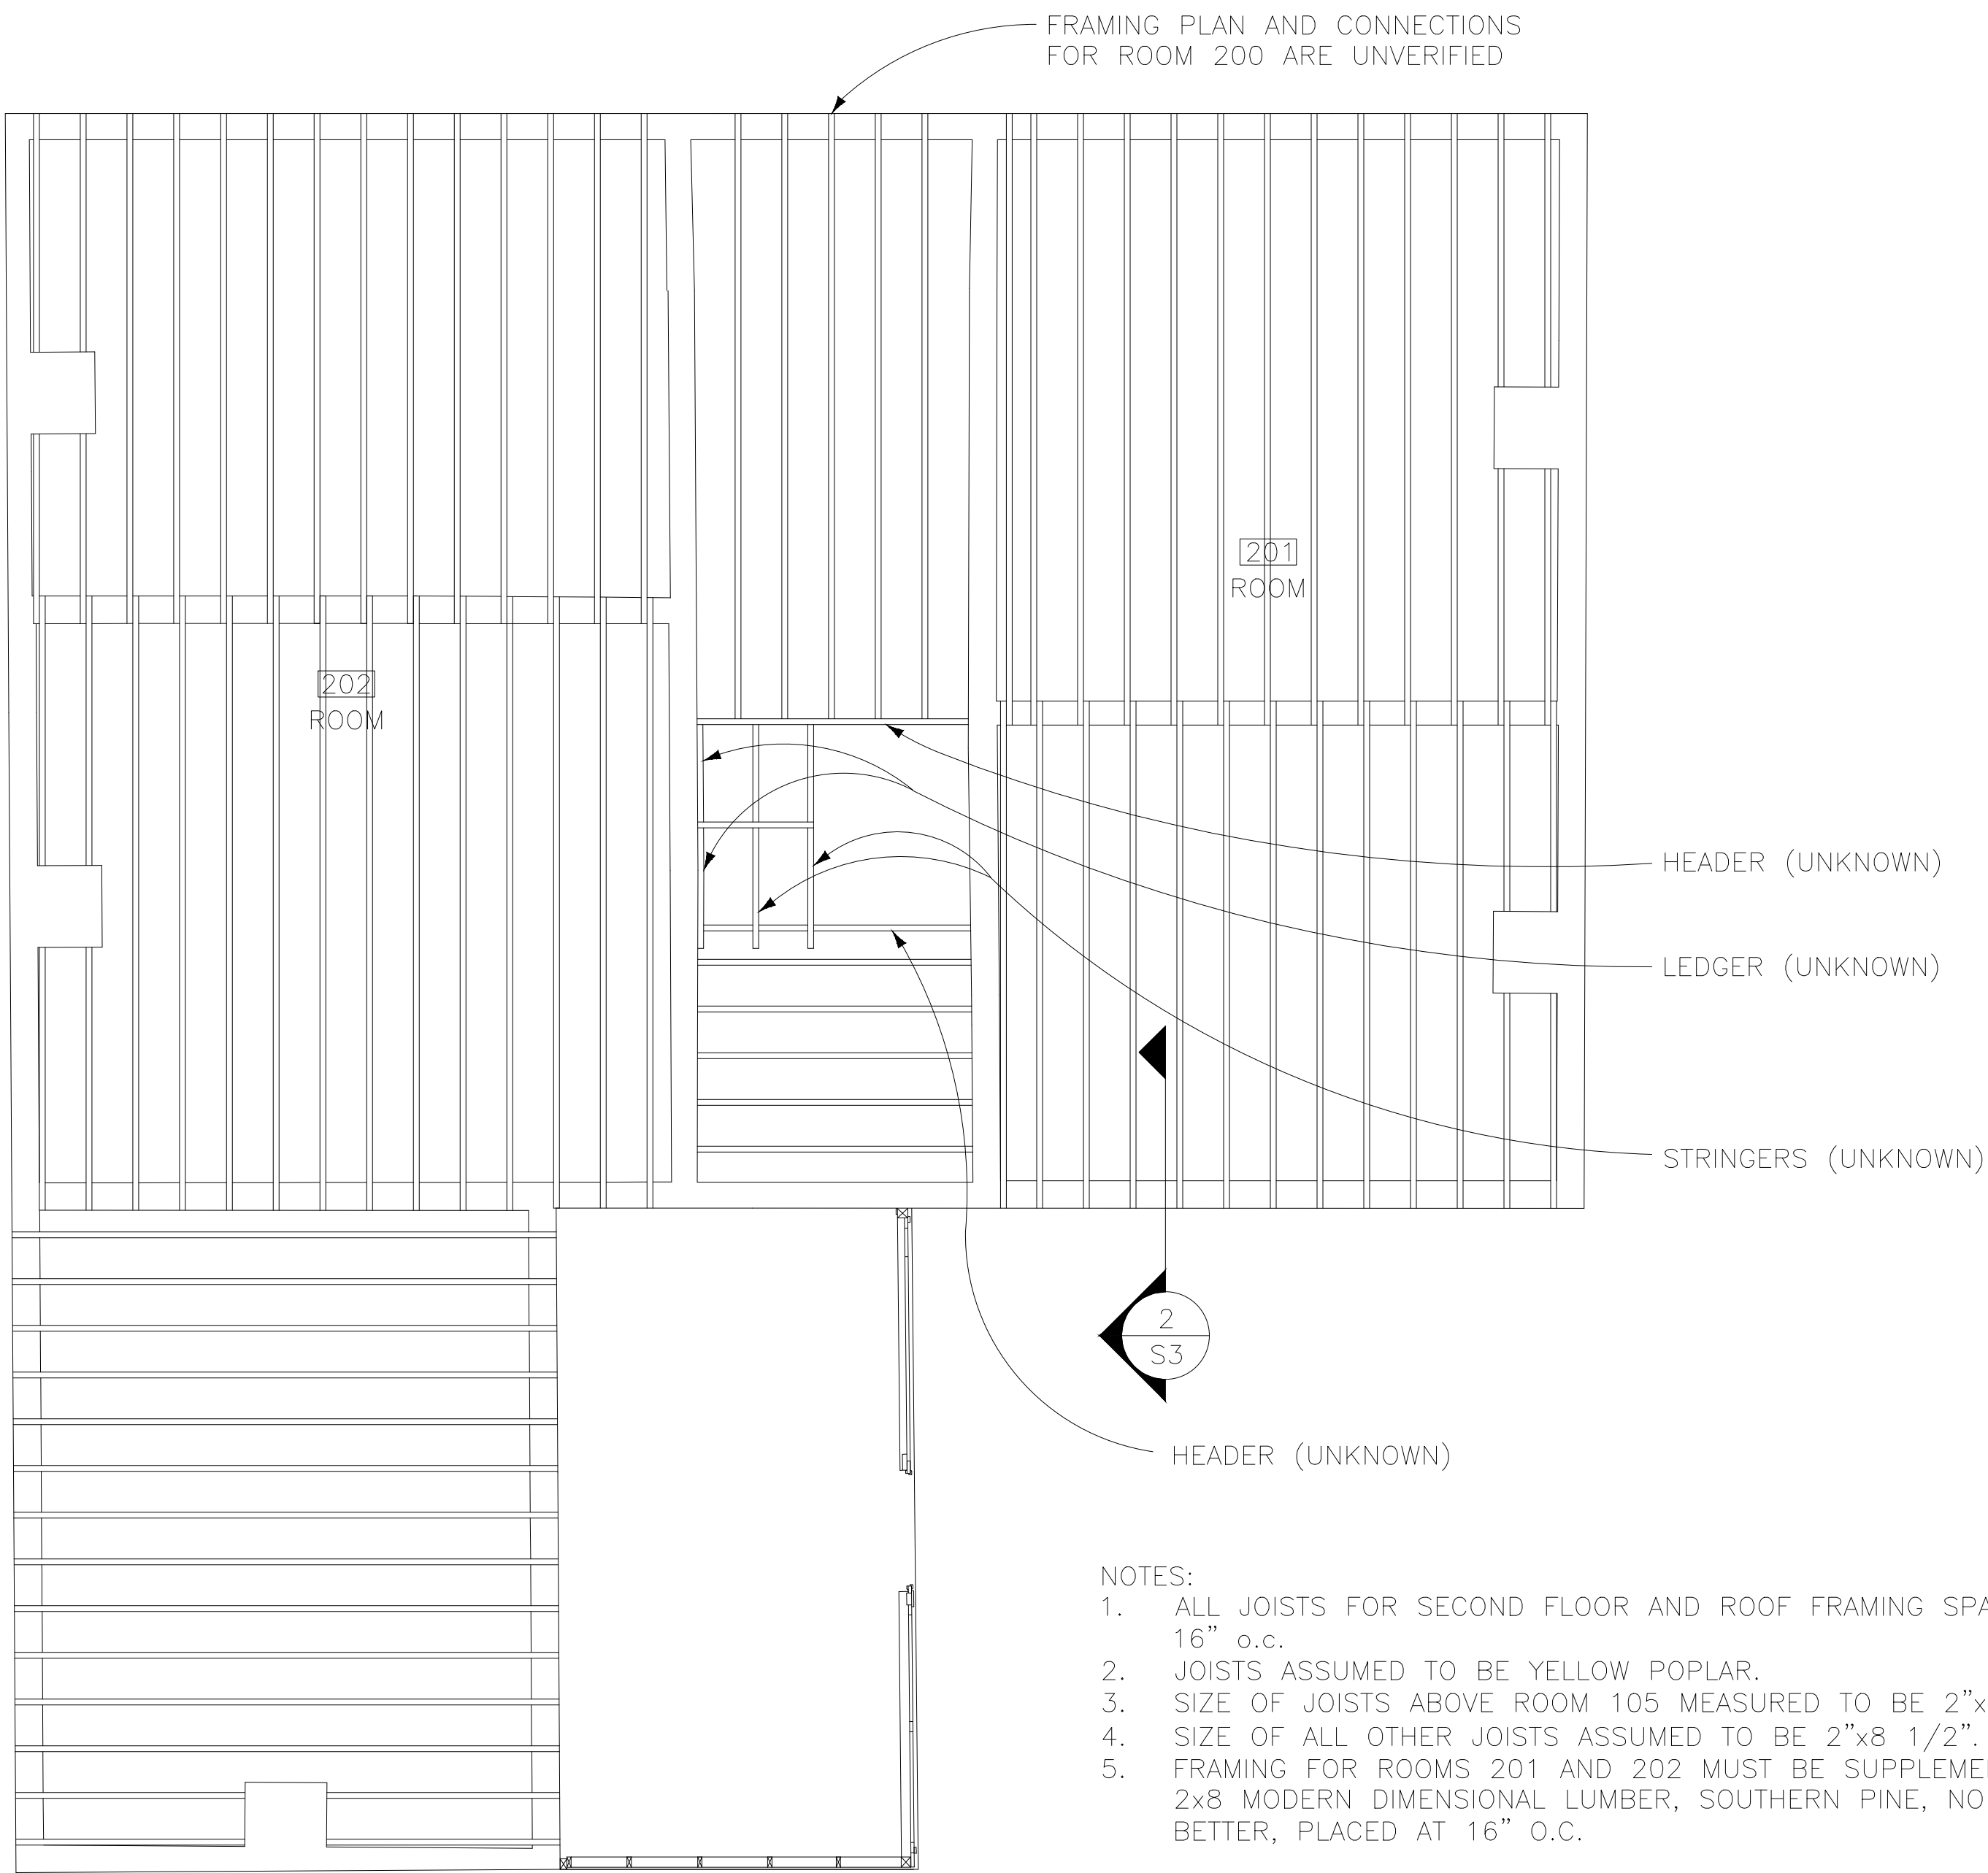 FRAMING PLAN AND CONNECTIONS
FOR ROOM 200 ARE UNVERIFIED
201
ROOM
202
ROOM
HEADER (UNKNOWN)
LEDGER (UNKNOWN)
STRINGERS (UNKNOWN)
2
S3
HEADER (UNKNOWN)
NOTES:
1. ALL JOISTS FOR SECOND FLOOR AND ROOF FRAMING
16" o.c.
2. JOISTS ASSUMED TO BE YELLOW POPLAR.
3. SIZE OF JOISTS ABOVE ROOM 105 MEASURED TO BE 2"x
4. SIZE OF ALL OTHER JOISTS ASSUMED TO BE 2"x8 1/2".
5. FRAMING FOR ROOMS 201 AND 202 MUST BE
2x8 MODERN DIMENSIONAL LUMBER, SOUTHERN PINE, NO
BETTER, PLACED AT 16" O.C.